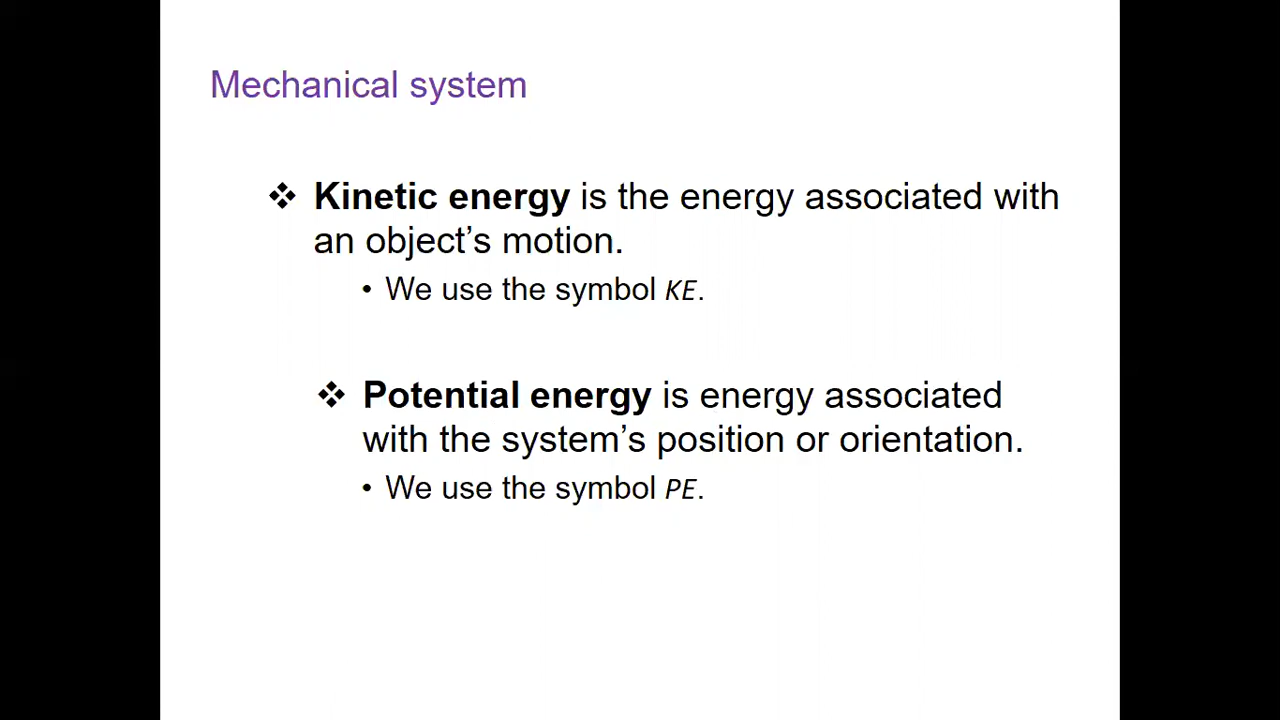 Mechanical system
❖ Kinetic energy is the energy associated with
an object’s motion.
• We use the symbol KE.
❖ Potential energy is energy associated
with the system’s position or orientation.
• We use the symbol PE.